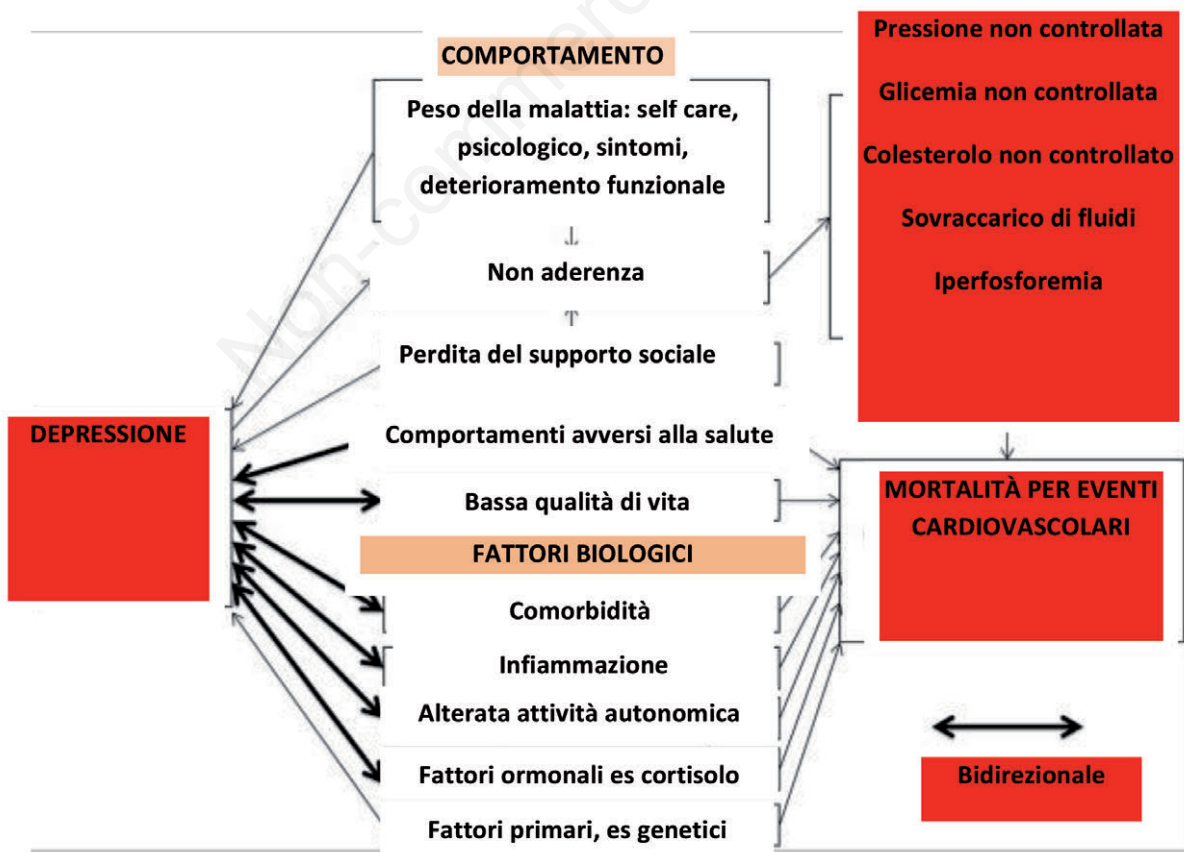 Non-commerc
COMPORTAMENTO
Peso della malattia: self care,
psicologico, sintomi,
deterioramento funzionale
Non aderenza
Perdita del supporto sociale
Comportamenti avversi alla salute
Bassa qualità di vita
FATTORI BIOLOGICI
Comorbidità
Infiammazione
Alterata attività autonomica
Fattori ormonali es cortisolo
Fattori primari, es genetici
DEPRESSIONE
Pressione non controllata
Glicemia non controllata
Colesterolo non controllato
Sovraccarico di fluidi
Iperfosforemia
MORTALITÀ PER EVENTI
CARDIOVASCOLARI
Bidirezionale